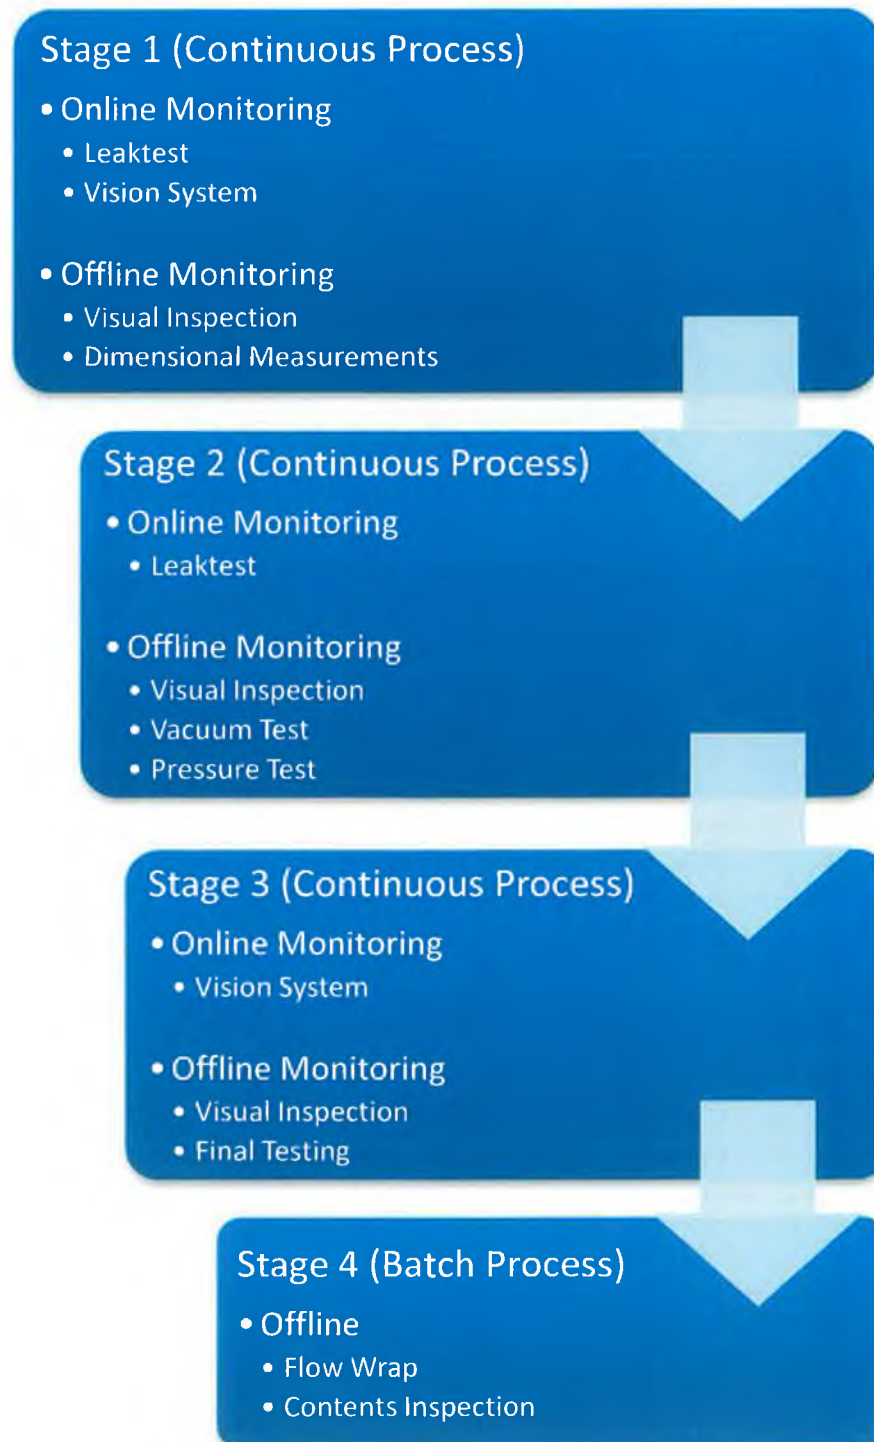 Stage 1 (Continuous Process)
• Online Monitoring
• Leaktest
• Vision System
• Offline Monitoring
• Visual Inspection
• Dimensional Measurements
Stage 2 (Continuous Process)
• Online Monitoring
• Leaktest
• Offline Monitoring
• Visual Inspection
• Vacuum Test
• Pressure Test
Stage 3 (Continuous Process)
• Online Monitoring
• Vision System
• Offline Monitoring
• Visual Inspection
• Final Testing
Stage 4 (Batch Process)
• Offline
• Flow Wrap
• Contents Inspection